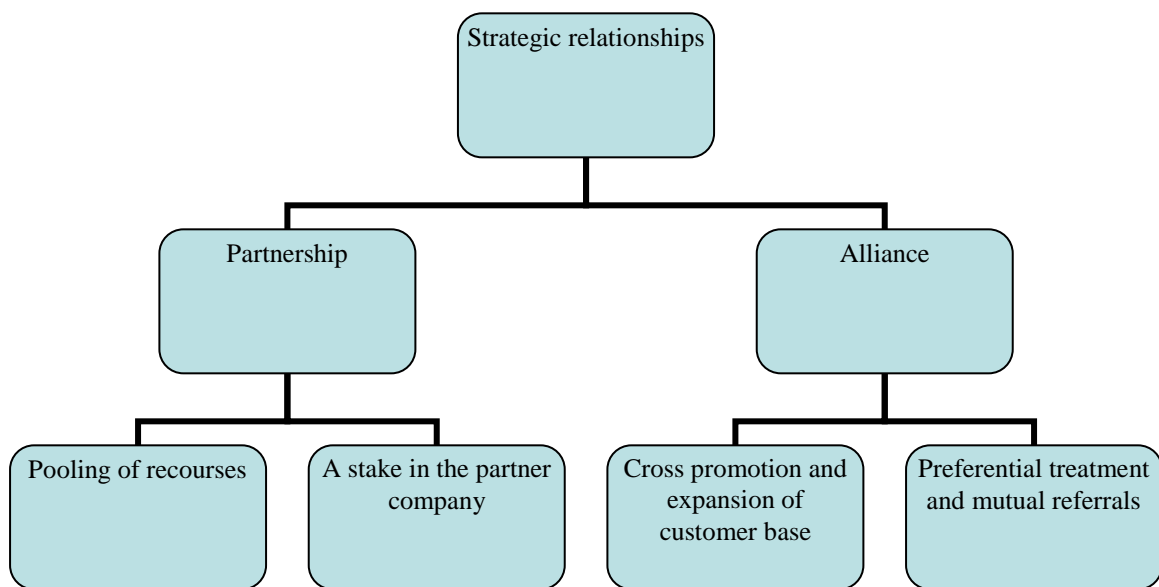 Strategic relationships
Partnership
Alliance
Pooling of recourses
A stake in the partner
company
Cross promotion and
expansion of
customer base
Preferential treatment
and mutual referrals